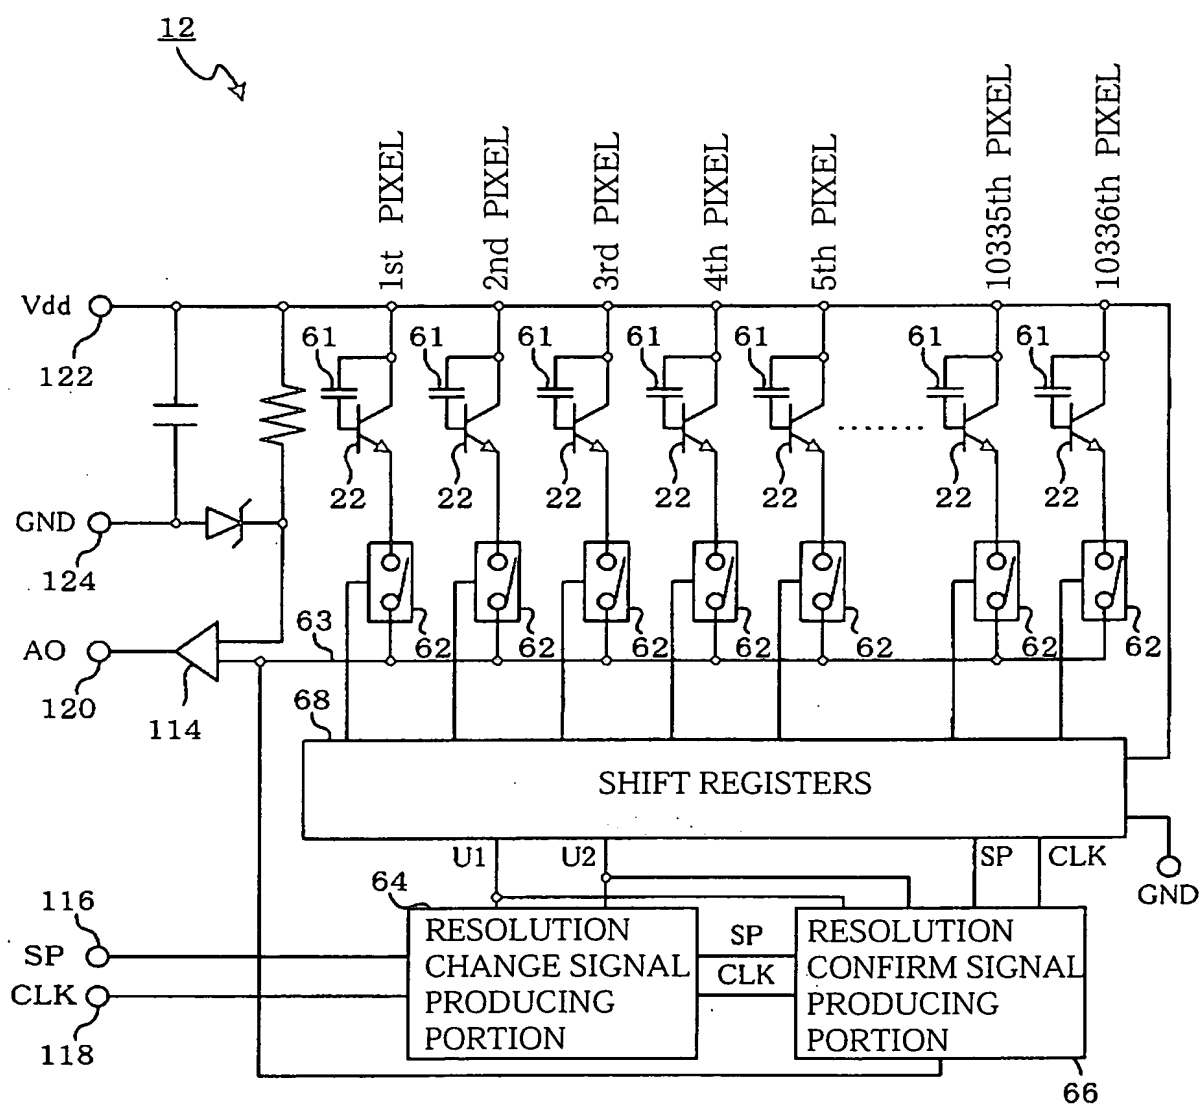 12
1st PIXEL
2nd PIXEL
3rd PIXEL
4th PIXEL
5th PIXEL
10335th PIXEL
10336th PIXEL
Vdd
122
61
61
61
61
61
61
61
22
22
22
22
22
22
22
GND
124
62
62
62
62
62
62
62
AO
120
114
63
68
SHIFT REGISTERS
U1
U2
SP
CLK
GND
64
116
SP
CLK
118
RESOLUTION
CHANGE SIGNAL
PRODUCING
PORTION
SP
CLK
RESOLUTION
CONFIRM SIGNAL
PRODUCING
PORTION
66